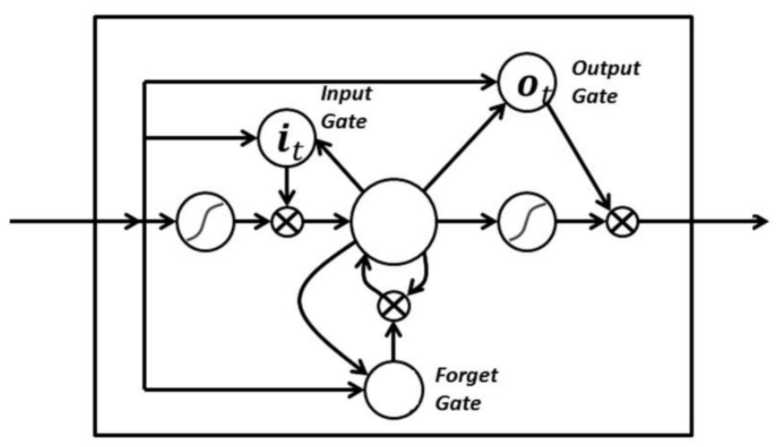 Input
Gate
i_t
o_t
Output
Gate
Forget
Gate